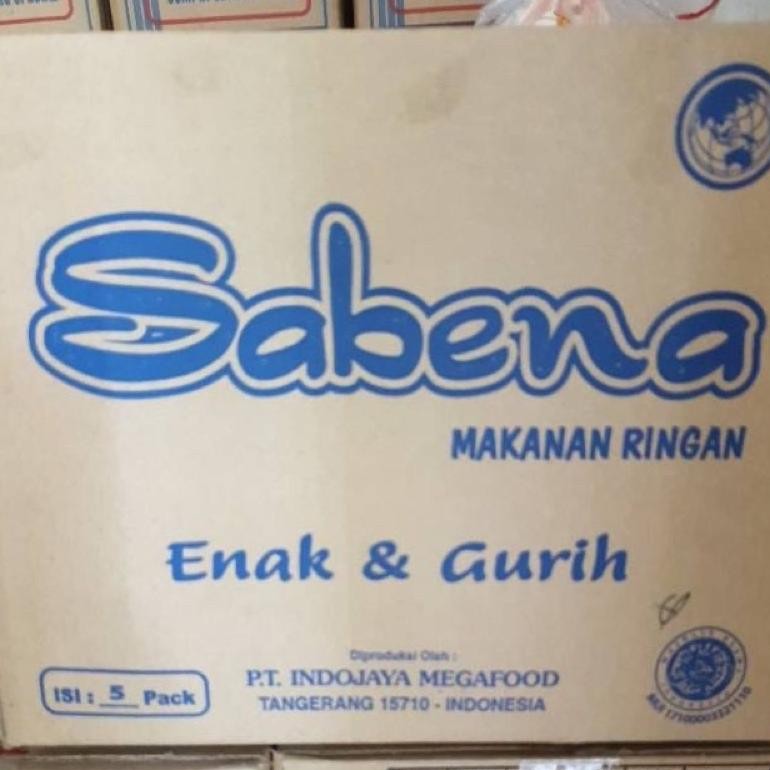 Sabena
MAKANAN RINGAN
Enak & Gurih
Diproduksi Oleh :
P.T. INDOJAYA MEGAFOOD
TANGERANG 15710 - INDONESIA
ISI : 5 Pack